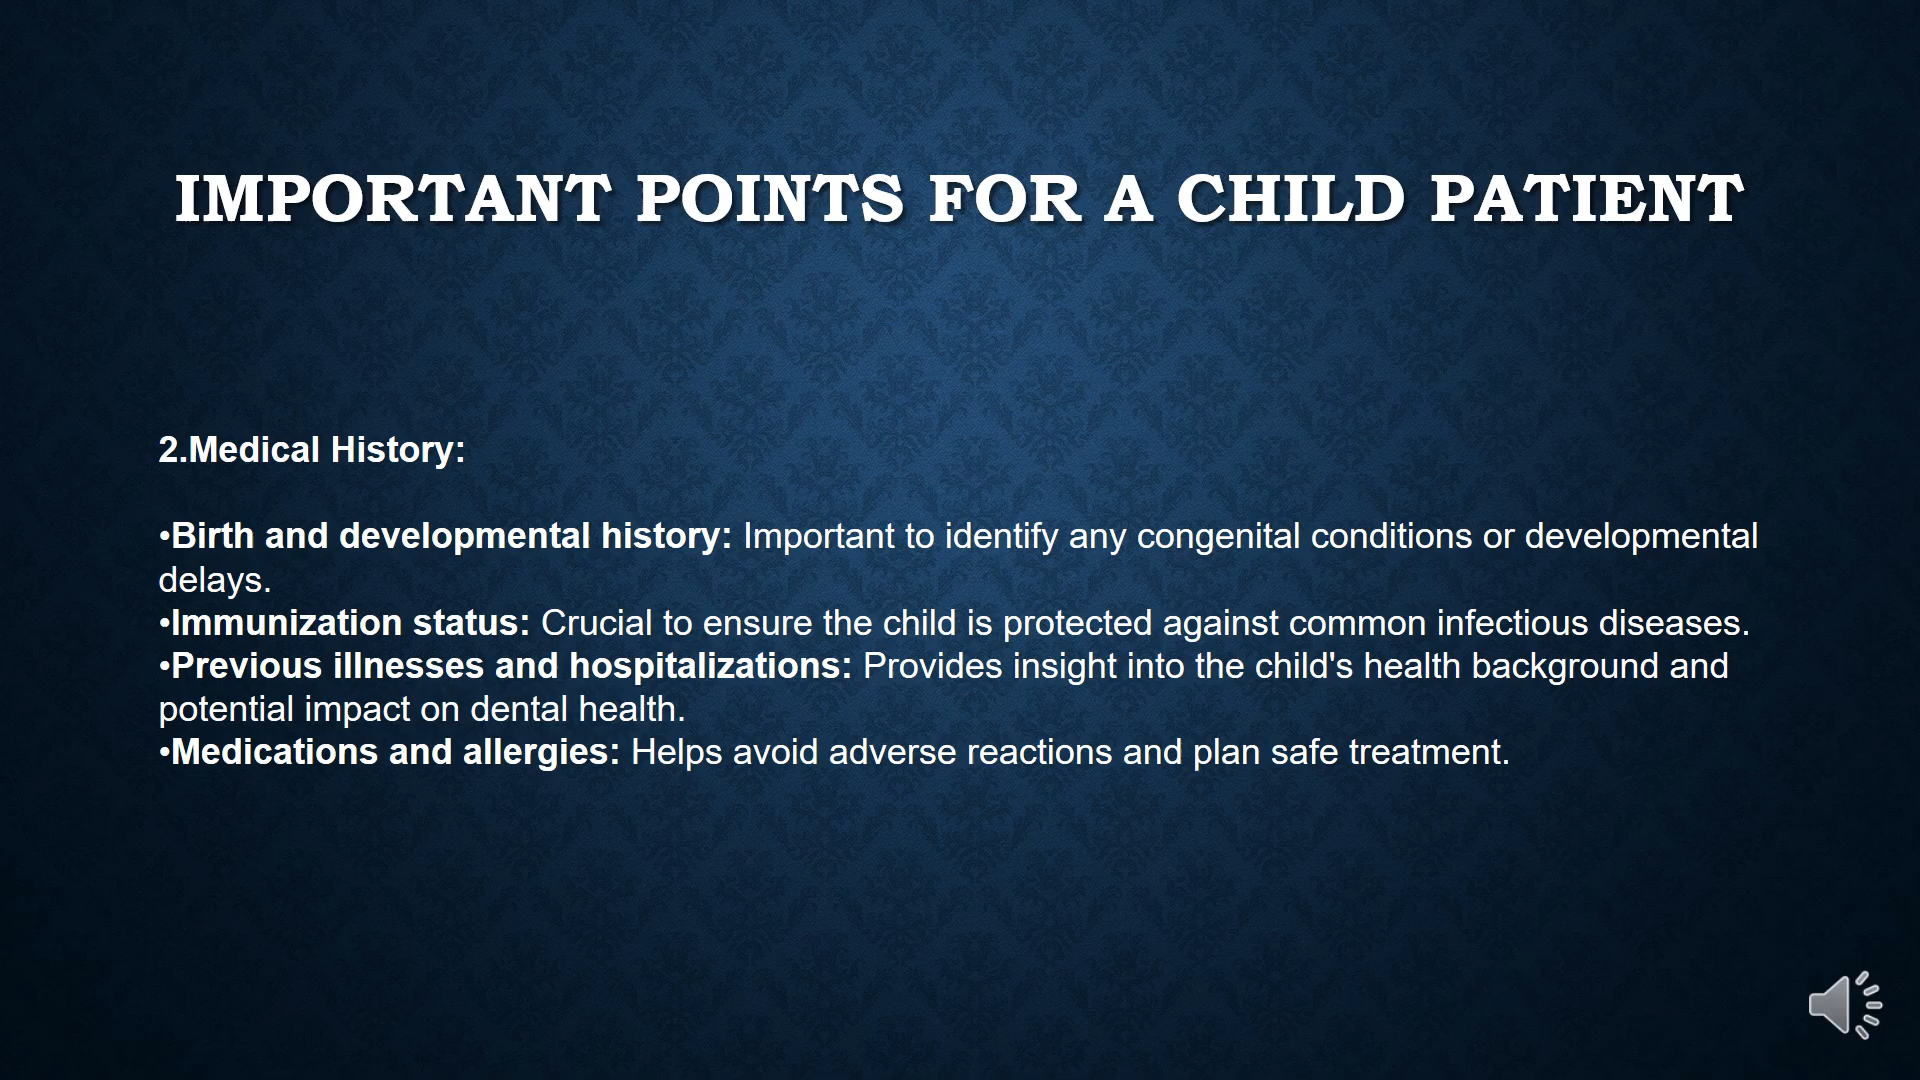 IMPORTANT POINTS FOR A CHILD PATIENT
2.Medical History:
•Birth and developmental history: Important to identify any congenital conditions or developmental
delays.
•Immunization status: Crucial to ensure the child is protected against common infectious diseases.
•Previous illnesses and hospitalizations: Provides insight into the child's health background and
potential impact on dental health.
•Medications and allergies: Helps avoid adverse reactions and plan safe treatment.